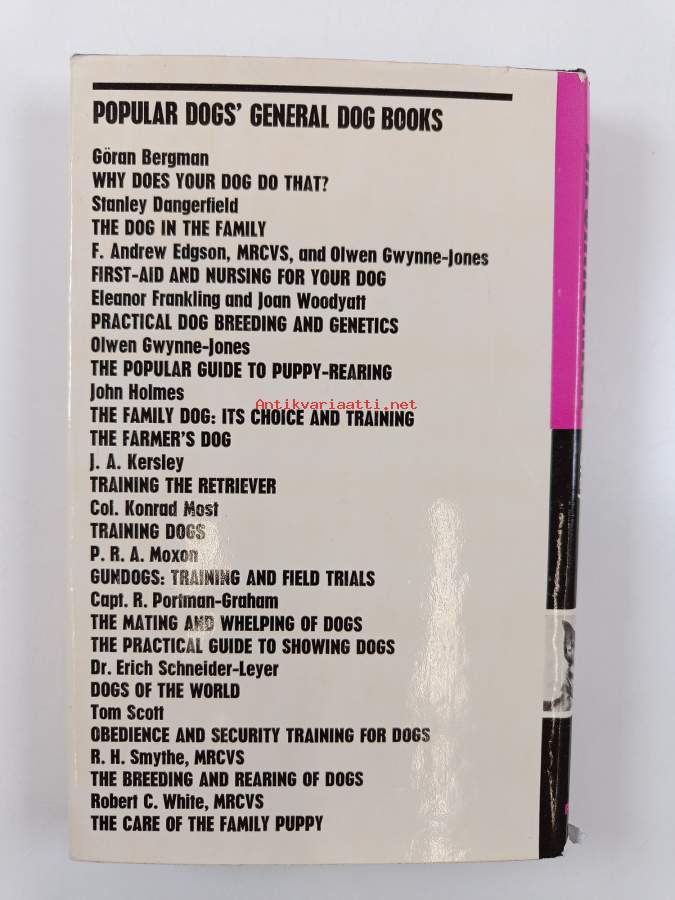 POPULAR DOGS' GENERAL DOG BOOKS
Göran Bergman
WHY DOES YOUR DOG DO THAT?
Stanley Dangerfield
THE DOG IN THE FAMILY
F. Andrew Edgson, MRCVS, and Olwen Gwynne-Jones
FIRST-AID AND NURSING FOR YOUR DOG
Eleanor Frankling and Joan Woodyatt
PRACTICAL DOG BREEDING AND GENETICS
Olwen Gwynne-Jones
THE POPULAR GUIDE TO PUPPY-REARING
John Holmes
Antikvariaatti.net
THE FAMILY DOG: ITS CHOICE AND TRAINING
THE FARMER'S DOG
J. A. Kersley
TRAINING THE RETRIEVER
Col. Konrad Most
TRAINING DOGS
P. R. A. Moxon
GUNDOGS: TRAINING AND FIELD TRIALS
Capt. R. Portman-Graham
THE MATING AND WHELPING OF DOGS
THE PRACTICAL GUIDE TO SHOWING DOGS
Dr. Erich Schneider-Leyer
DOGS OF THE WORLD
Tom Scott
OBEDIENCE AND SECURITY TRAINING FOR DOGS
R. H. Smythe, MRCVS
THE BREEDING AND REARING OF DOGS
Robert C. White, MRCVS
THE CARE OF THE FAMILY PUPPY